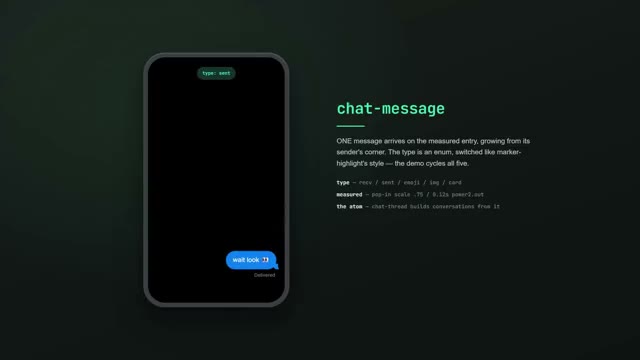 type: sent
chat-message
ONE message arrives on the measured entry, growing from its
sender's corner. The type is an enum, switched like marker-
highlight's style — the demo cycles all five.
type — recv / sent / emoji / img / card
measured — pop-in scale .75 / 0.12s power2.out
the atom — chat-thread builds conversations from it
wait look 👀
Delivered